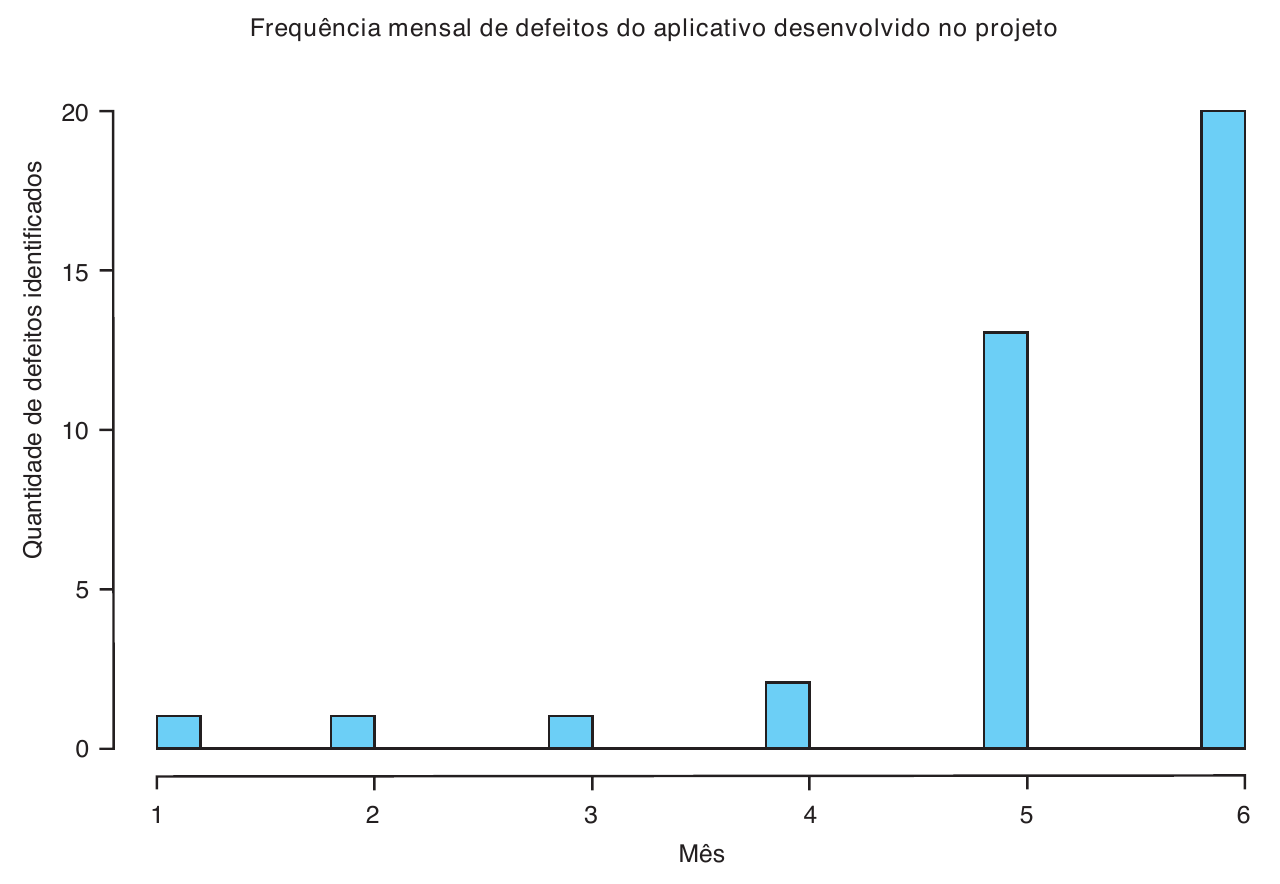 Frequência mensal de defeitos do aplicativo desenvolvido no projeto
Quantidade de defeitos identificados
20
15
10
5
0
1 2 3 4 5 6
Mês